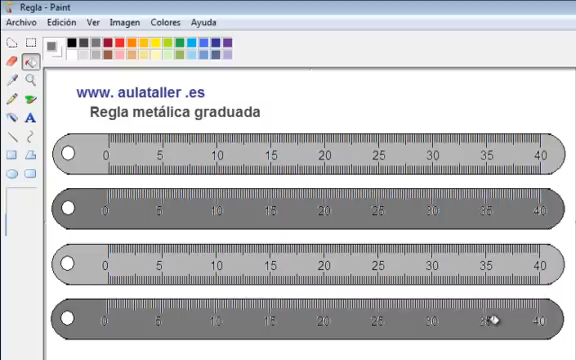 Regla - Paint
Archivo Edición Ver Imagen Colores Ayuda
A
www. aulataller .es
Regla metálica graduada
0 5 10 15 20 25 30 35 40
0 5 10 15 20 25 30 35 40
0 5 10 15 20 25 30 35 40
0 5 10 15 20 25 30 35 40